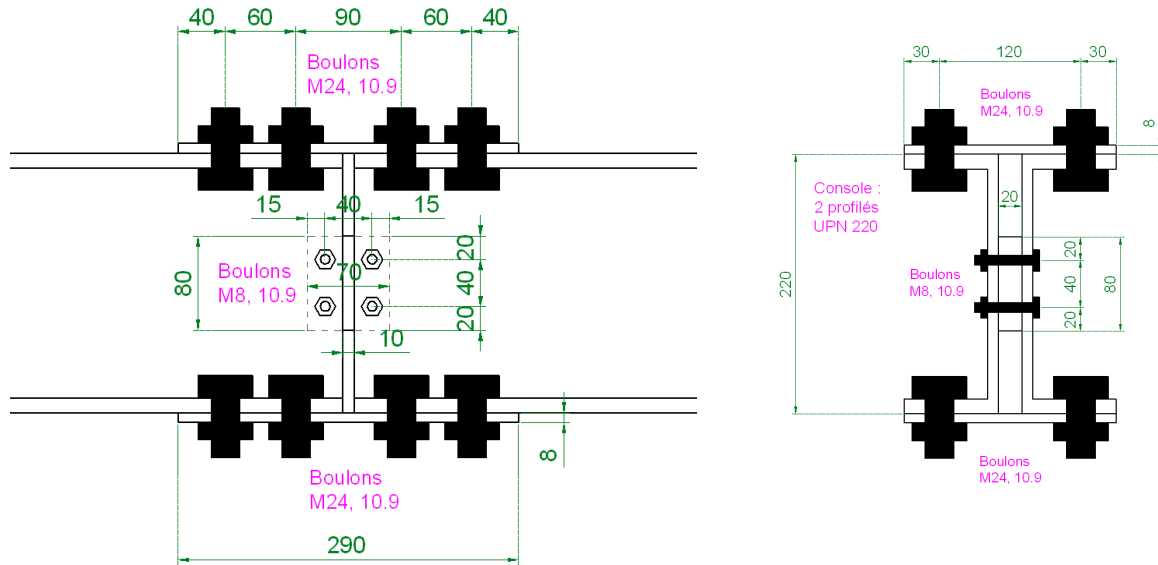 40 60 90 60 40
Boulons
M24, 10.9
15 40 15
80
Boulons
M8, 10.9
70
20
40
20
10
8
Boulons
M24, 10.9
290
30 120 30
Boulons
M24, 10.9
8
Console :
2 profilés
UPN 220
20
220
Boulons
M8, 10.9
20
40
20
80
Boulons
M24, 10.9